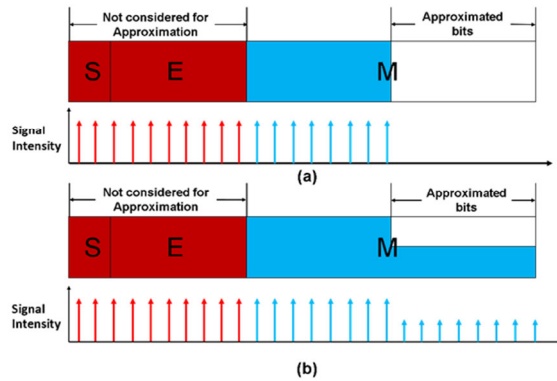 Not considered for
Approximation
Approximated
bits
S E M
Signal
Intensity
(a)
Not considered for
Approximation
Approximated
bits
S E M
Signal
Intensity
(b)